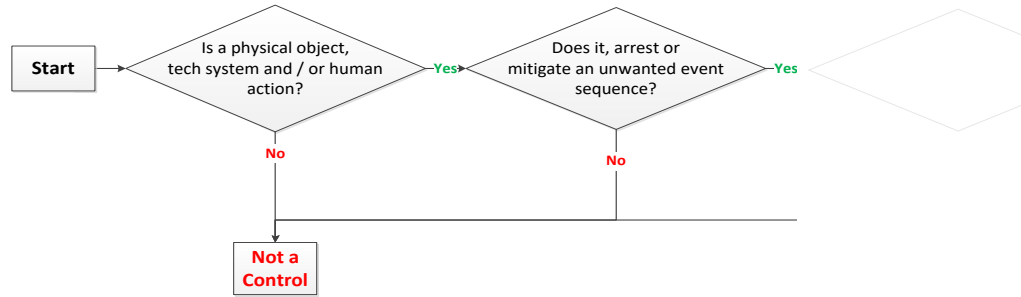 Start
Is a physical object,
tech system and / or human
action?
Yes
Does it, arrest or
mitigate an unwanted event
sequence?
Yes
No
No
Not a
Control